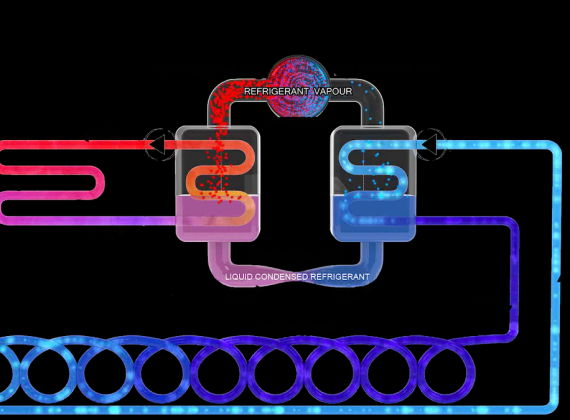 REFRIGERANT VAPOUR
LIQUID CONDENSED REFRIGERANT